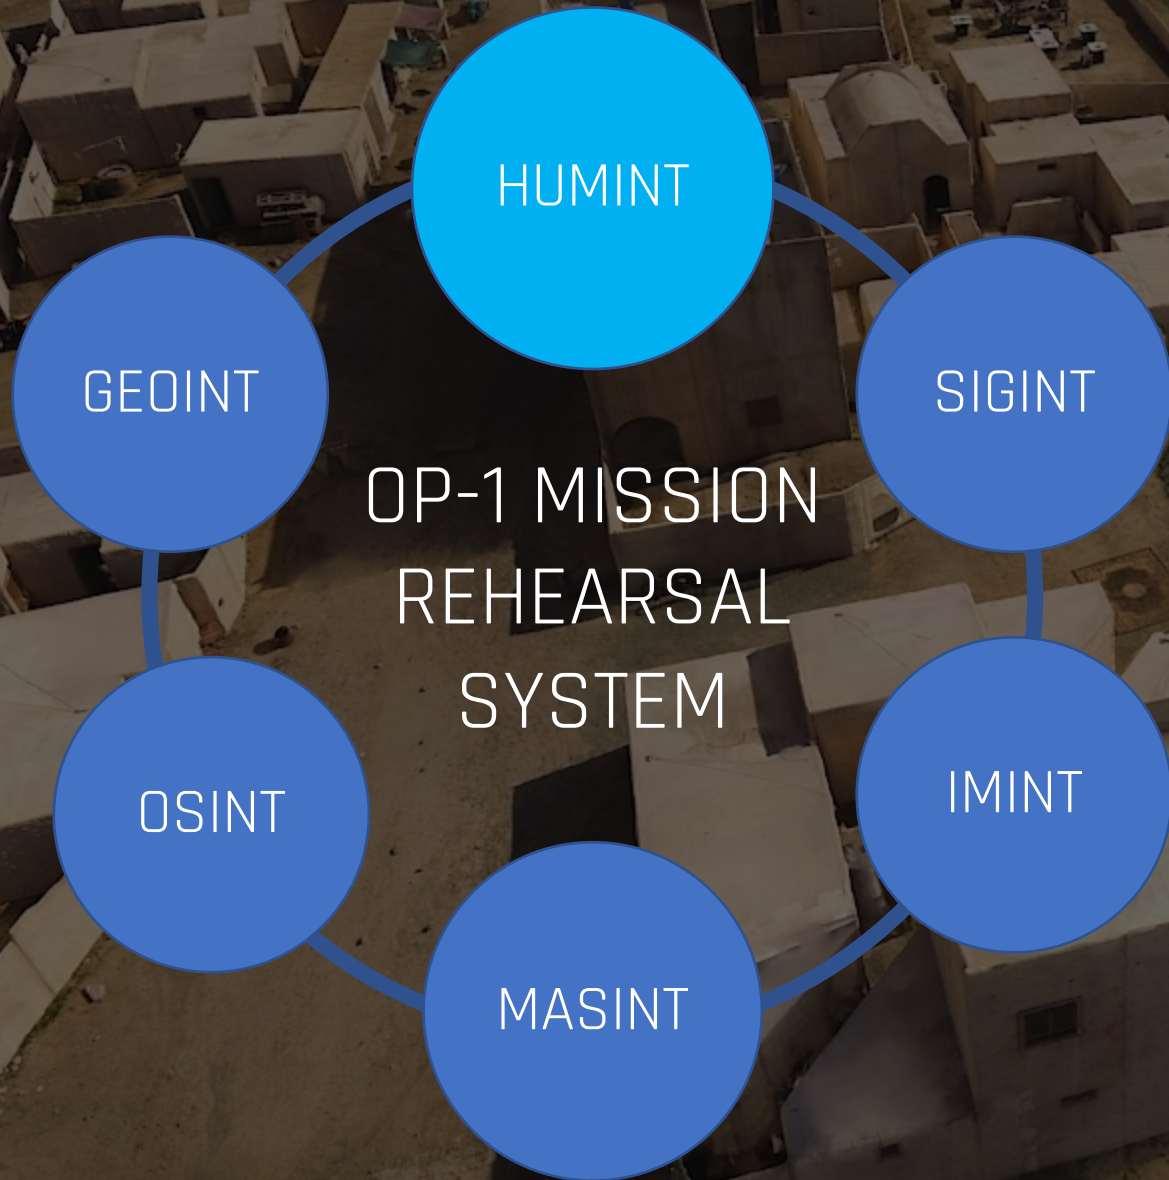 HUMINT
GEOINT
SIGINT
OP-1 MISSION
REHEARSAL
SYSTEM
OSINT
IMINT
MASINT